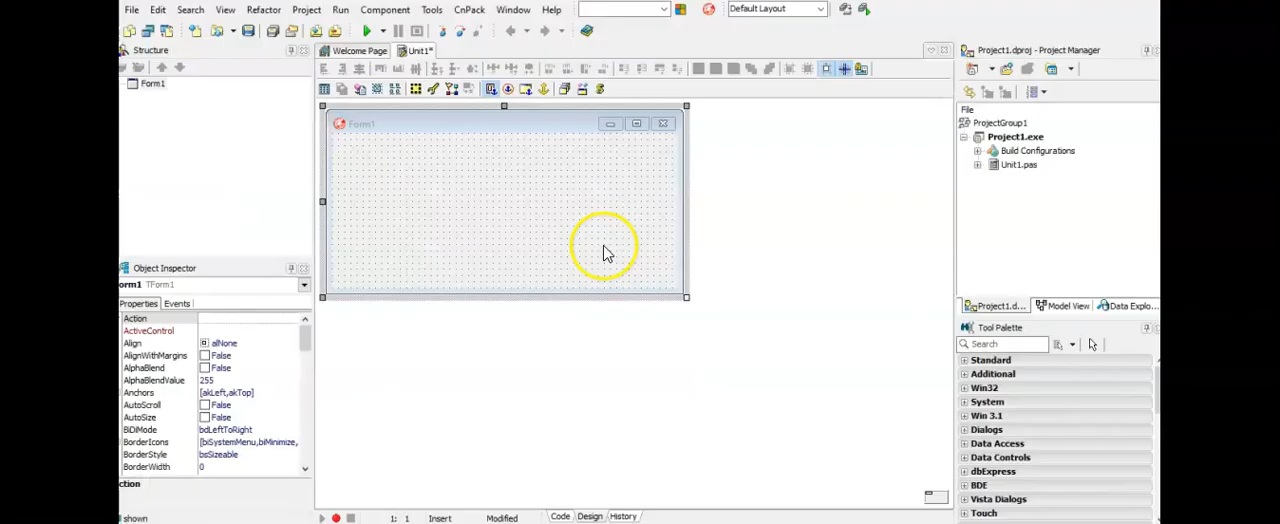 File Edit Search View Refactor Project Run Component Tools CnPack Window Help
Default Layout
Structure
Form1
Welcome Page
Unit1*
Form1
Project1.dproj - Project Manager
File
ProjectGroup1
Project1.exe
Build Configurations
Unit1.pas
Project1.d...
Model View
Data Explo...
Object Inspector
orm1 TForm1
Properties Events
Action
ActiveControl
Align alNone
AlignWithMargins False
AlphaBlend False
AlphaBlendValue 255
Anchors [akLeft,akTop]
AutoScroll False
AutoSize False
BiDiMode bdLeftToRight
BorderIcons [biSystemMenu,biMinimize,
BorderStyle bsSizeable
BorderWidth 0
ction
shown
Tool Palette
Search
Standard
Additional
Win32
System
Win 3.1
Dialogs
Data Access
Data Controls
dbExpress
BDE
Vista Dialogs
Touch
1: 1 Insert Modified Code Design History